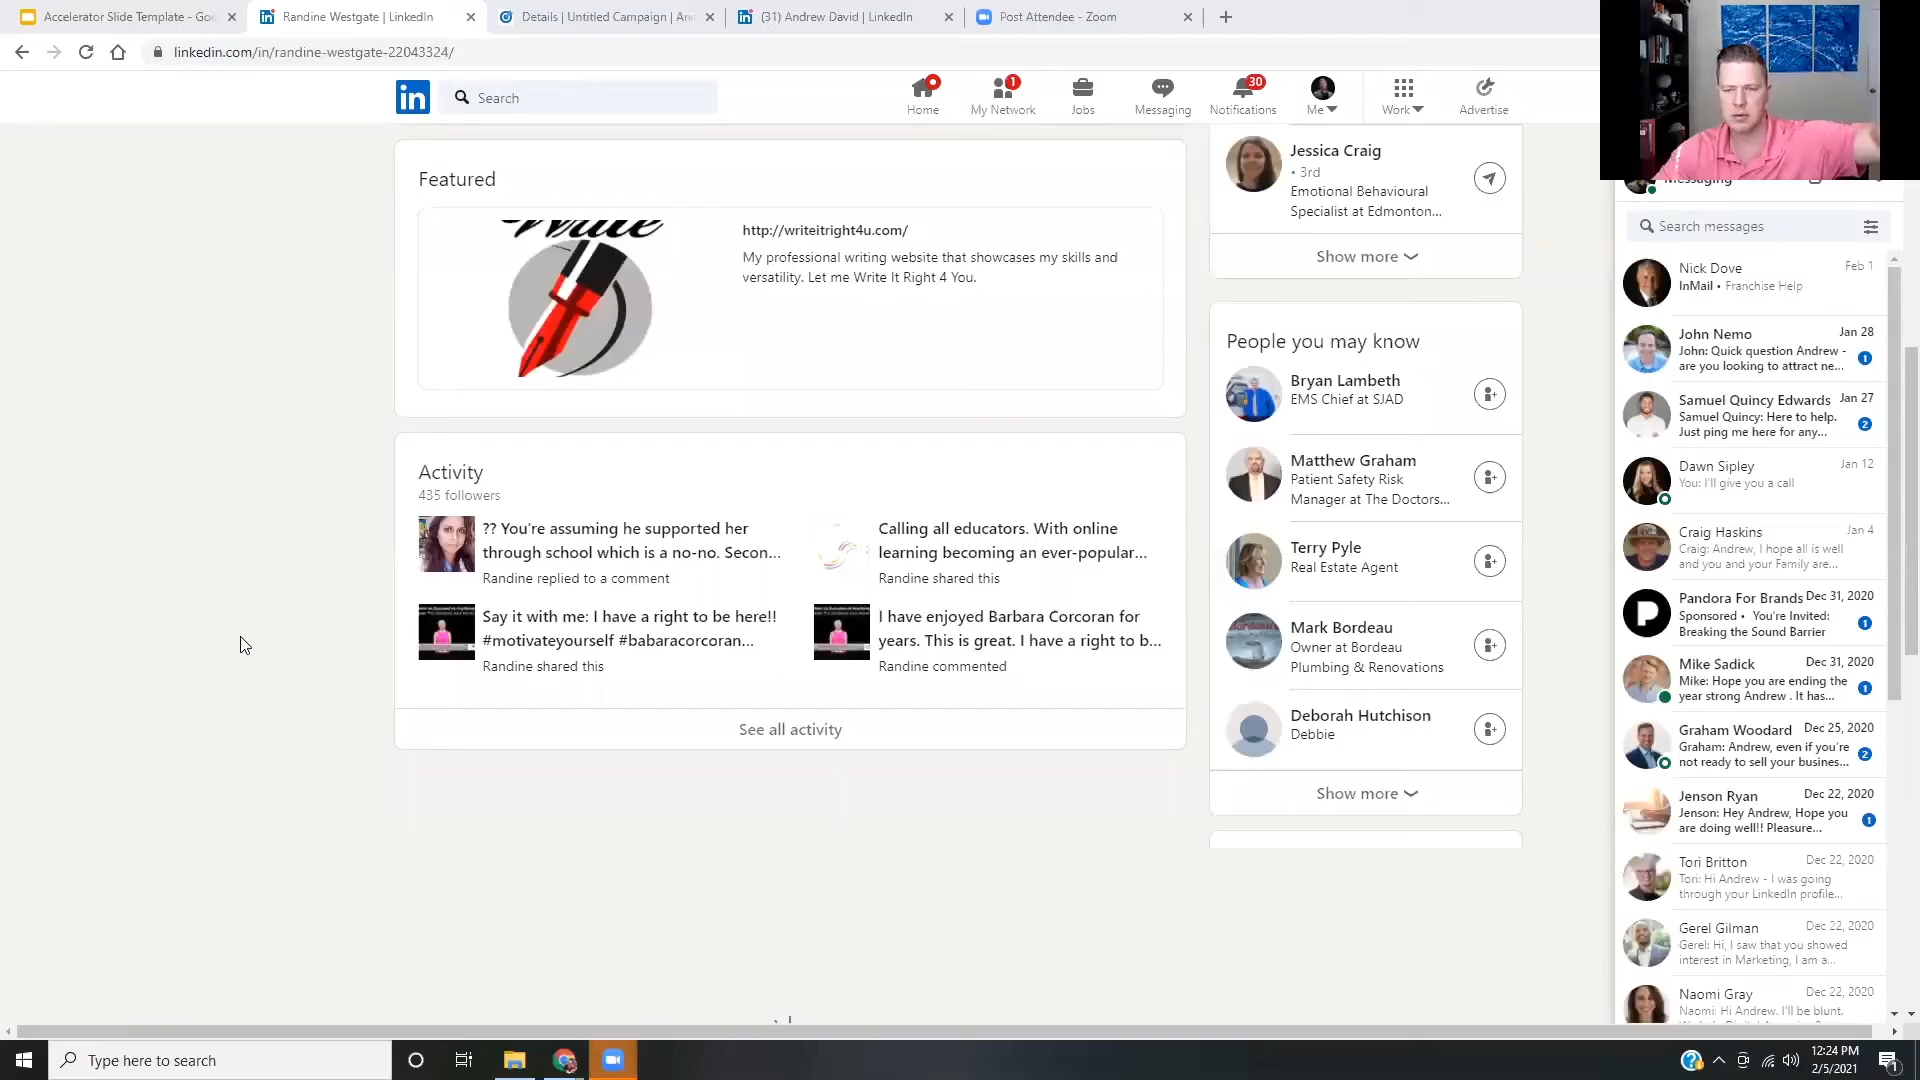 Accelerator Slide Template - Goo
Randine Westgate | LinkedIn
Details | Untitled Campaign | An
(31) Andrew David | LinkedIn
Post Attendee - Zoom
linkedin.com/in/randine-westgate-22043324/
in
Search
Home
1
My Network
Jobs
Messaging
30
Notifications
Me
Work
Advertise
Featured
Write
http://writeitright4u.com/
My professional writing website that showcases my skills and
versatility. Let me Write It Right 4 You.
Activity
435 followers
?? You're assuming he supported her
through school which is a no-no. Secon...
Randine replied to a comment
Calling all educators. With online
learning becoming an ever-popular...
Randine shared this
Say it with me: I have a right to be here!!
#motivateyourself #babaracorcoran...
Randine shared this
I have enjoyed Barbara Corcoran for
years. This is great. I have a right to b...
Randine commented
See all activity
Jessica Craig
• 3rd
Emotional Behavioural
Specialist at Edmonton...
Show more
People you may know
Bryan Lambeth
EMS Chief at SJAD
Matthew Graham
Patient Safety Risk
Manager at The Doctors...
Terry Pyle
Real Estate Agent
Mark Bordeau
Owner at Bordeau
Plumbing & Renovations
Deborah Hutchison
Debbie
Show more
Messaging
Search messages
Nick Dove
Feb 1
InMail • Franchise Help
John Nemo
Jan 28
John: Quick question Andrew -
are you looking to attract ne...
1
Samuel Quincy Edwards
Jan 27
Samuel Quincy: Here to help.
Just ping me here for any...
2
Dawn Sipley
Jan 12
You: I'll give you a call
Craig Haskins
Jan 4
Craig: Andrew, I hope all is well
and you and your Family are...
Pandora For Brands
Dec 31, 2020
Sponsored • You're Invited:
Breaking the Sound Barrier
1
Mike Sadick
Dec 31, 2020
Mike: Hope you are ending the
year strong Andrew . It has...
1
Graham Woodard
Dec 25, 2020
Graham: Andrew, even if you're
not ready to sell your busines...
2
Jenson Ryan
Dec 22, 2020
Jenson: Hey Andrew, Hope you
are doing well!! Pleasure...
1
Tori Britton
Dec 22, 2020
Tori: Hi Andrew - I was going
through your LinkedIn profile...
Gerel Gilman
Dec 22, 2020
Gerel: Hi, I saw that you showed
interest in Marketing, I am a...
Naomi Gray
Dec 22, 2020
Naomi: Hi Andrew. I'll be blunt.
Type here to search
12:24 PM
2/5/2021
1